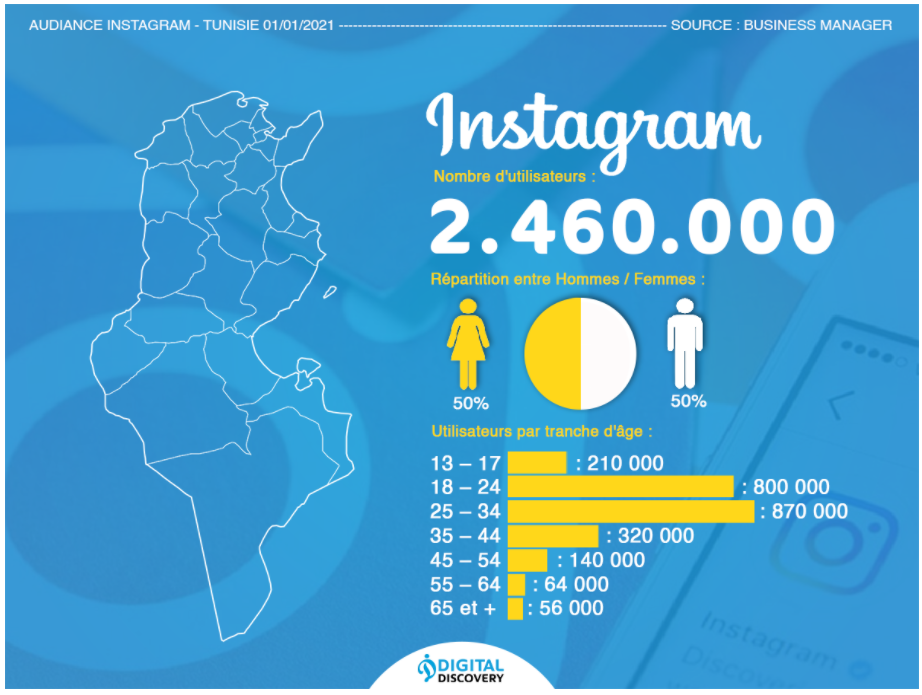 AUDIANCE INSTAGRAM - TUNISIE 01/01/2021 ---------------------------------------------------------------- SOURCE : BUSINESS MANAGER
Instagram
Nombre d'utilisateurs :
2.460.000
Répartition entre Hommes / Femmes :
50% 50%
Utilisateurs par tranche d'âge :
13 – 17 : 210 000
18 – 24 : 800 000
25 – 34 : 870 000
35 – 44 : 320 000
45 – 54 : 140 000
55 – 64 : 64 000
65 et + : 56 000
Instagram
DIGITAL
DISCOVERY